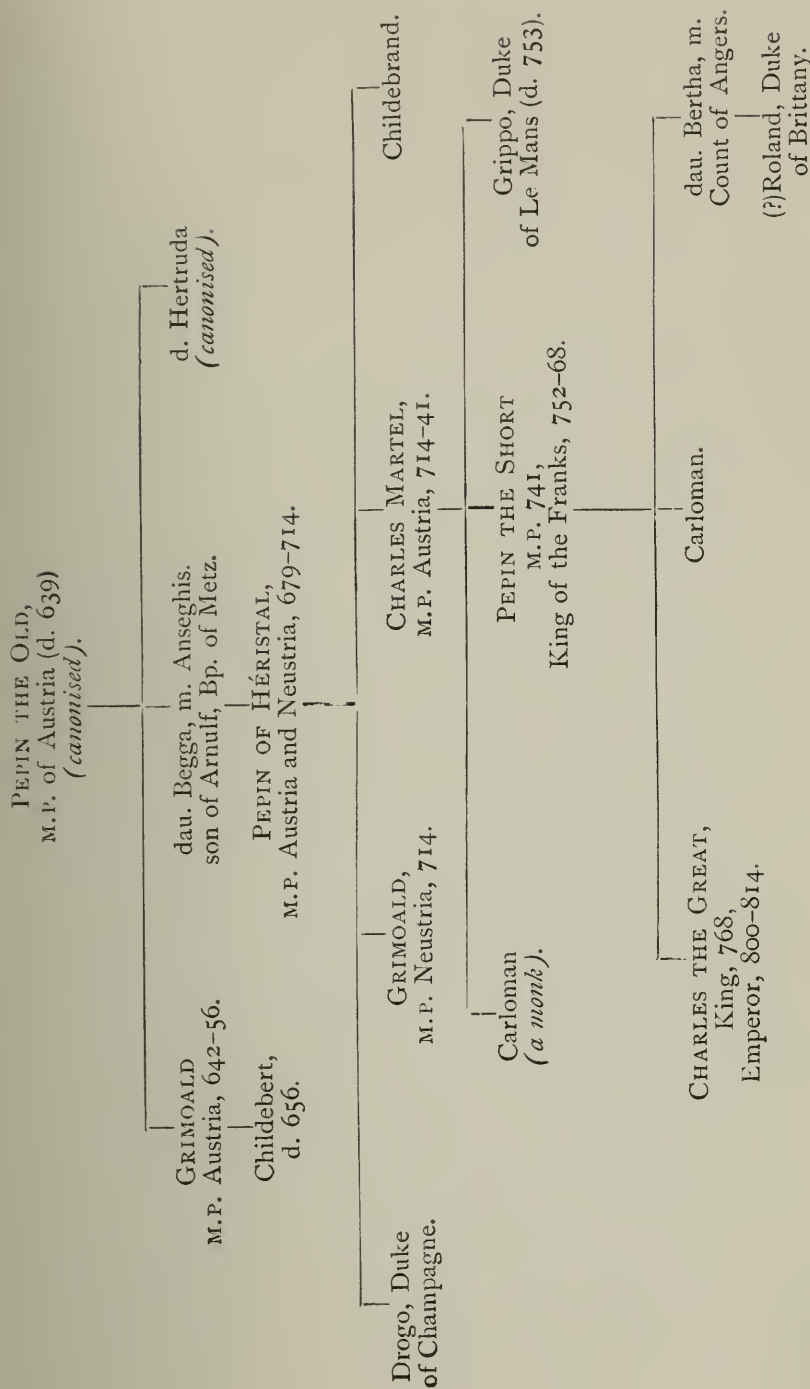 PEPIN THE OLD,
M.P. of Austria (d. 639)
(canonised).
GRIMOALD
M.P. Austria, 642-56.
dau. Begga, m. Anseghis.
son of Arnulf, Bp. of Metz.
d. Hertruda
(canonised).
Childebert,
d. 656.
PEPIN OF HÉRISTAL,
M.P. Austria and Neustria, 679-714.
Drogo, Duke
of Champagne.
GRIMOALD,
M.P. Neustria, 714.
CHARLES MARTEL,
M.P. Austria, 714-41.
Childebrand.
Carloman
(a monk).
PEPIN THE SHORT
M.P. 741,
King of the Franks, 752-68.
Grippo, Duke
of Le Mans (d. 753).
CHARLES THE GREAT,
King, 768,
Emperor, 800-814.
Carloman.
dau. Bertha, m.
Count of Angers.
(?)Roland, Duke
of Brittany.